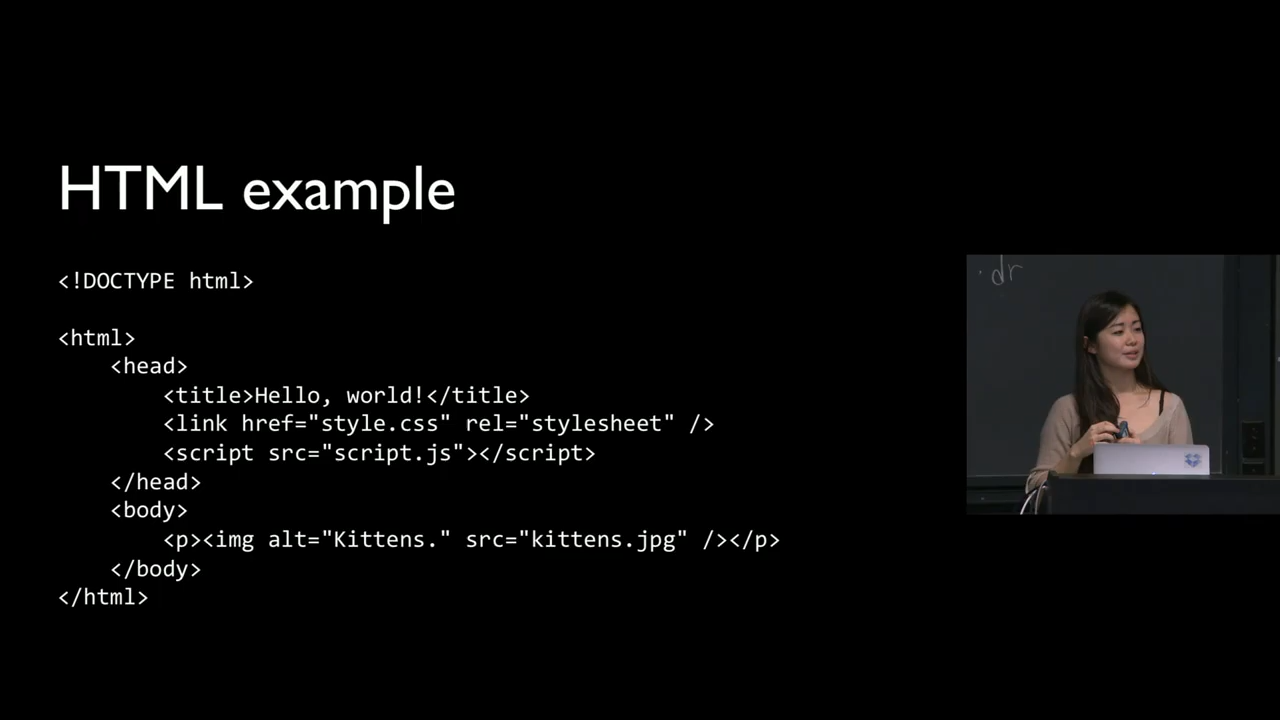 HTML example
<!DOCTYPE html>
<html>
<head>
<title>Hello, world!</title>
<link href="style.css" rel="stylesheet" />
<script src="script.js"></script>
</head>
<body>
<p><img alt="Kittens." src="kittens.jpg" /></p>
</body>
</html>
dr